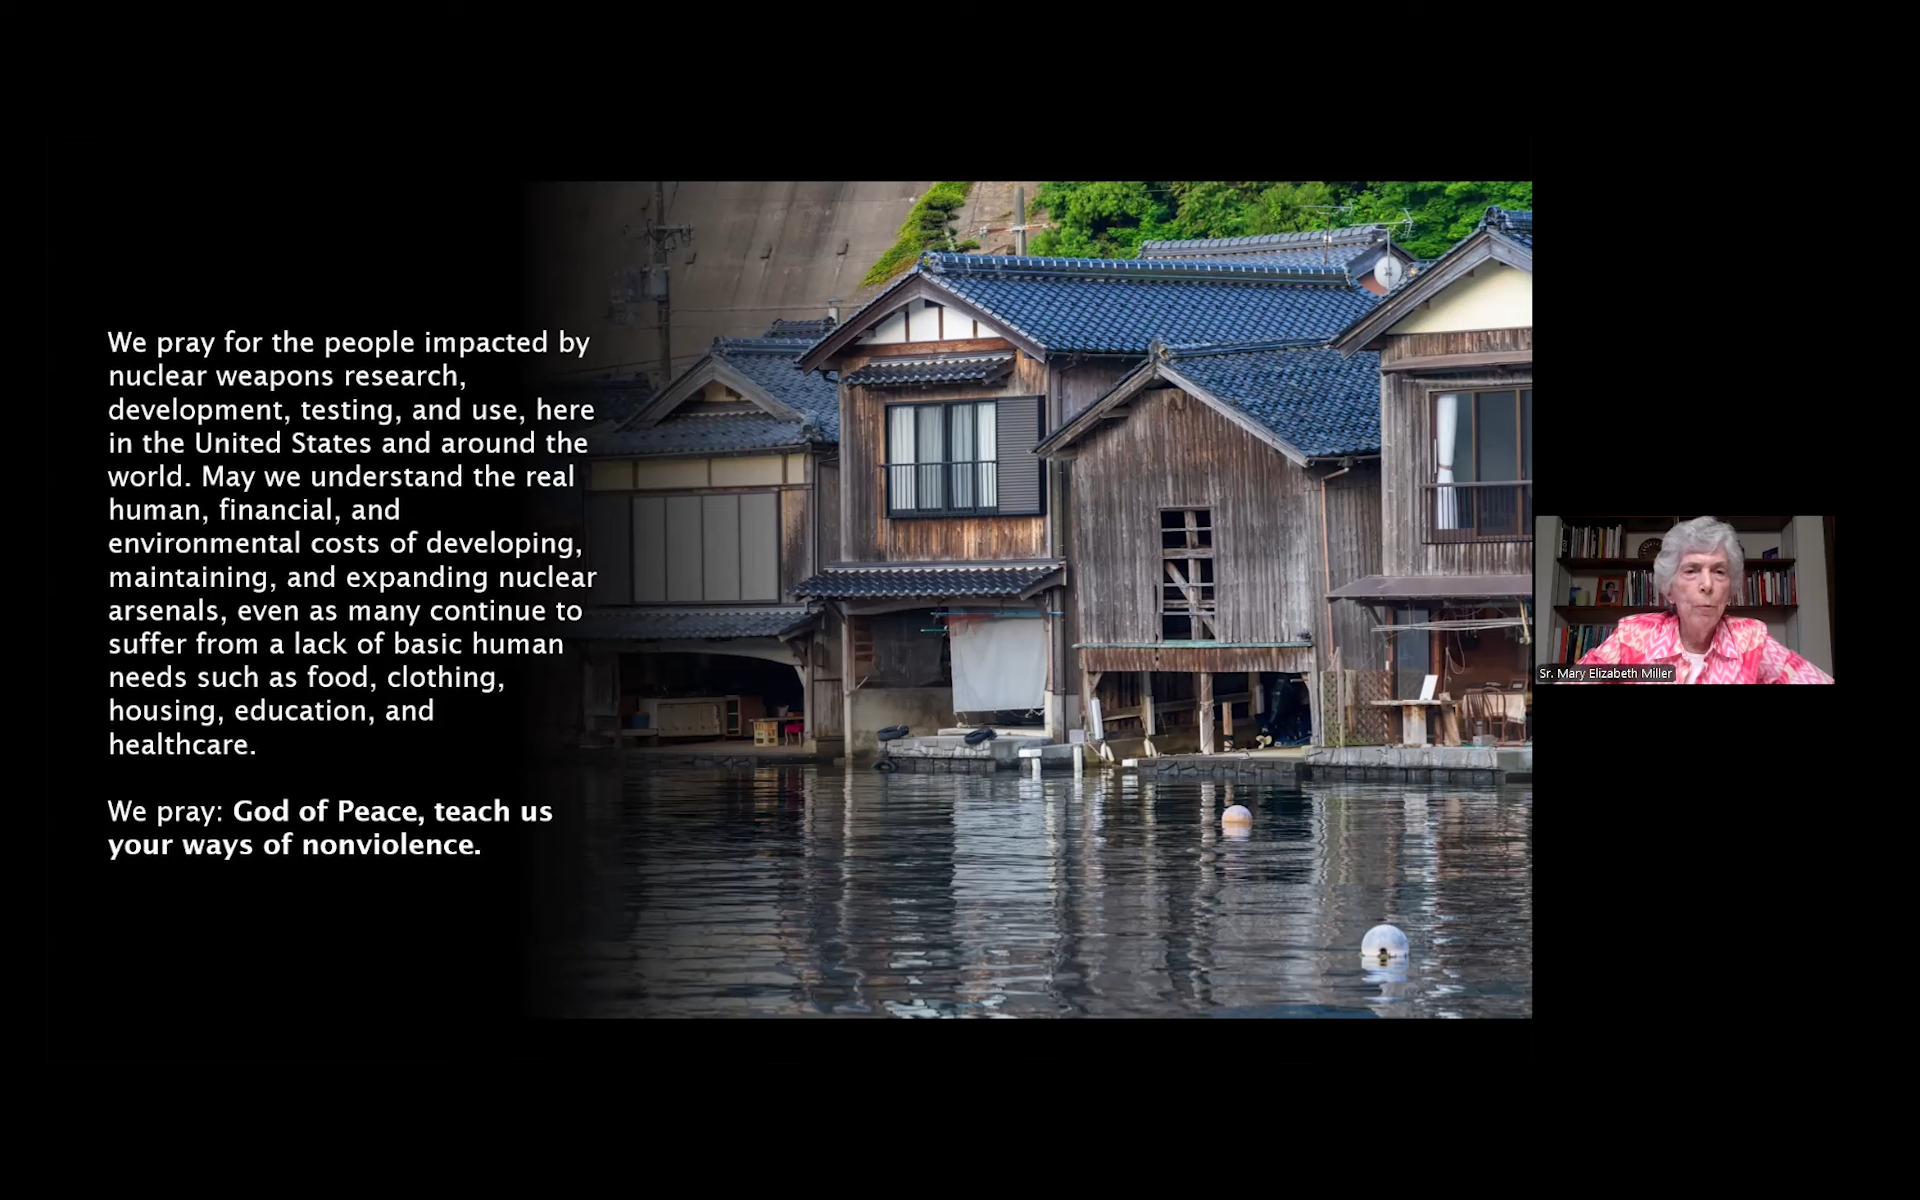 We pray for the people impacted by
nuclear weapons research,
development, testing, and use, here
in the United States and around the
world. May we understand the real
human, financial, and
environmental costs of developing,
maintaining, and expanding nuclear
arsenals, even as many continue to
suffer from a lack of basic human
needs such as food, clothing,
housing, education, and
healthcare.
We pray: God of Peace, teach us
your ways of nonviolence.
Sr. Mary Elizabeth Miller